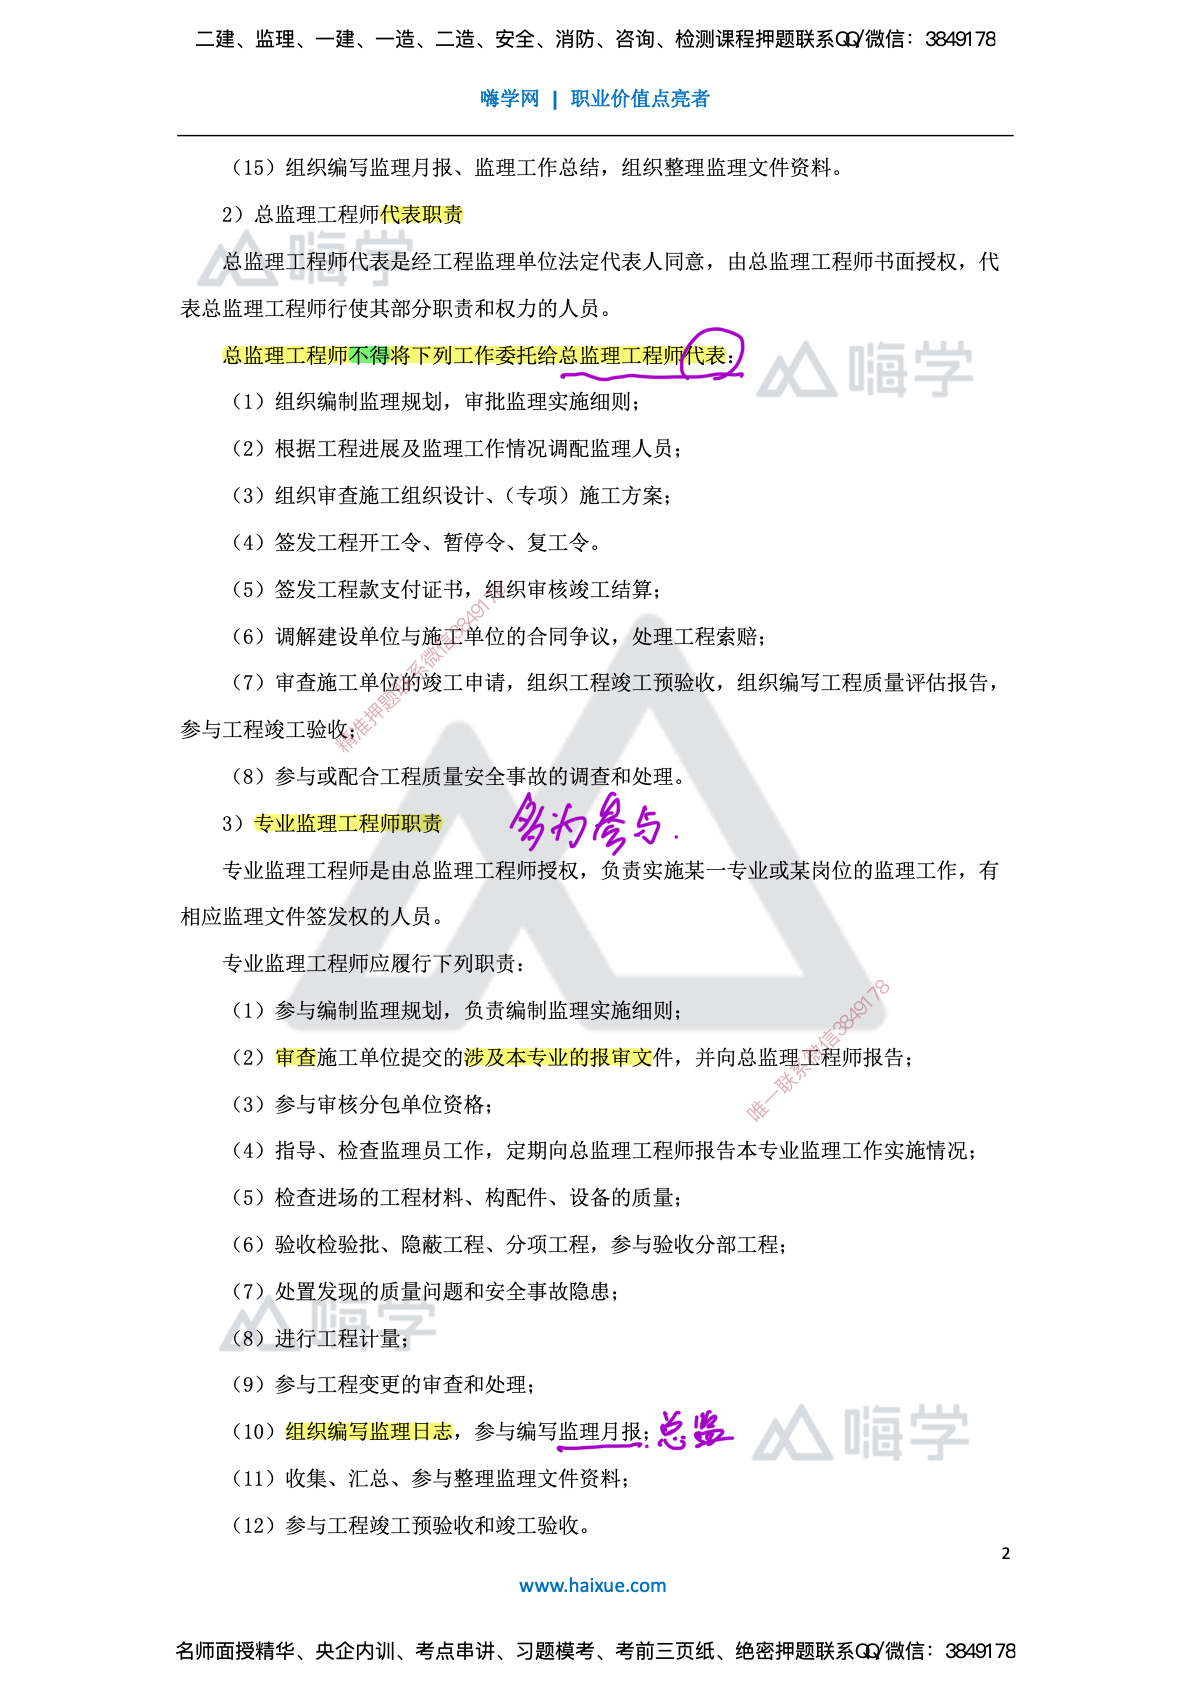 二建、监理、一建、一造、二造、安全、消防、咨询、检测课程押题联系QQ/微信：3849178
嗨学网 | 职业价值点亮者
（15）组织编写监理月报、监理工作总结，组织整理监理文件资料。
2）总监理工程师代表职责
嗨学
总监理工程师代表是经工程监理单位法定代表人同意，由总监理工程师书面授权，代
表总监理工程师行使其部分职责和权力的人员。
总监理工程师不得将下列工作委托给总监理工程师代表：
嗨学
（1）组织编制监理规划，审批监理实施细则；
（2）根据工程进展及监理工作情况调配监理人员；
（3）组织审查施工组织设计、（专项）施工方案；
（4）签发工程开工令、暂停令、复工令。
（5）签发工程款支付证书，组织审核竣工结算；
（6）调解建设单位与施工单位的合同争议，处理工程索赔；
（7）审查施工单位的竣工申请，组织工程竣工预验收，组织编写工程质量评估报告，
参与工程竣工验收；
精准押题联系微信3849178
（8）参与或配合工程质量安全事故的调查和处理。
3）专业监理工程师职责 多为参与.
专业监理工程师是由总监理工程师授权，负责实施某一专业或某岗位的监理工作，有
相应监理文件签发权的人员。
专业监理工程师应履行下列职责：
（1）参与编制监理规划，负责编制监理实施细则；
（2）审查施工单位提交的涉及本专业的报审文件，并向总监理工程师报告；
唯一联系微信3849178
（3）参与审核分包单位资格；
（4）指导、检查监理员工作，定期向总监理工程师报告本专业监理工作实施情况；
（5）检查进场的工程材料、构配件、设备的质量；
（6）验收检验批、隐蔽工程、分项工程，参与验收分部工程；
（7）处置发现的质量问题和安全事故隐患；
嗨学
（8）进行工程计量；
（9）参与工程变更的审查和处理；
（10）组织编写监理日志，参与编写监理月报；总监
嗨学
（11）收集、汇总、参与整理监理文件资料；
（12）参与工程竣工预验收和竣工验收。
2
www.haixue.com
名师面授精华、央企内训、考点串讲、习题模考、考前三页纸、绝密押题联系QQ/微信：3849178